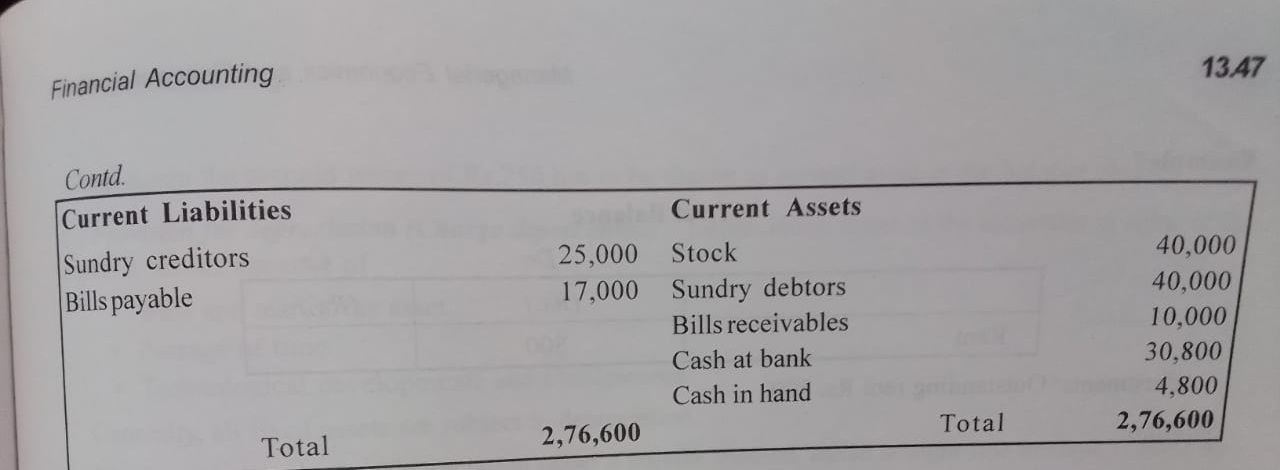 Financial Accounting 13.47
Contd.
Current Liabilities Current Assets
Sundry creditors 25,000 Stock 40,000
Bills payable 17,000 Sundry debtors 40,000
Bills receivables 10,000
Cash at bank 30,800
Cash in hand 4,800
Total 2,76,600 Total 2,76,600